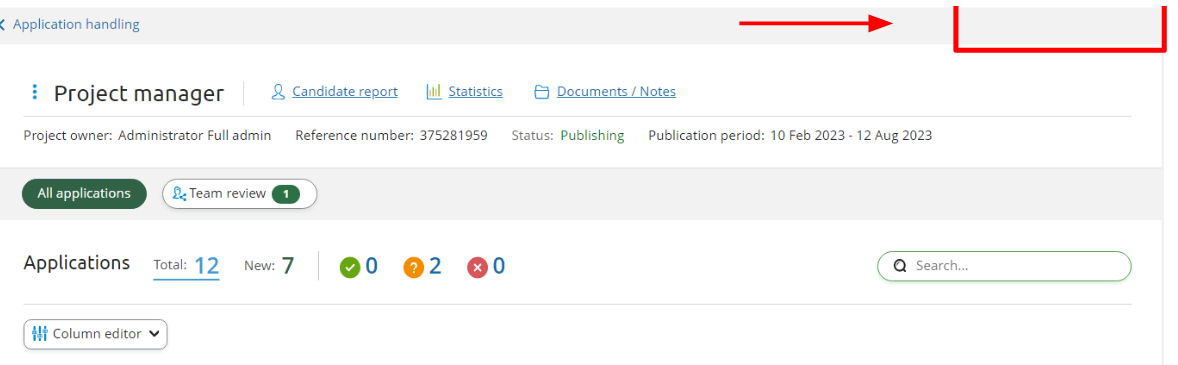 Application handling
Project manager Candidate report Statistics Documents / Notes
Project owner: Administrator Full admin Reference number: 375281959 Status: Publishing Publication period: 10 Feb 2023 - 12 Aug 2023
All applications Team review 1
Applications Total: 12 New: 7 0 2 0 Search...
Column editor